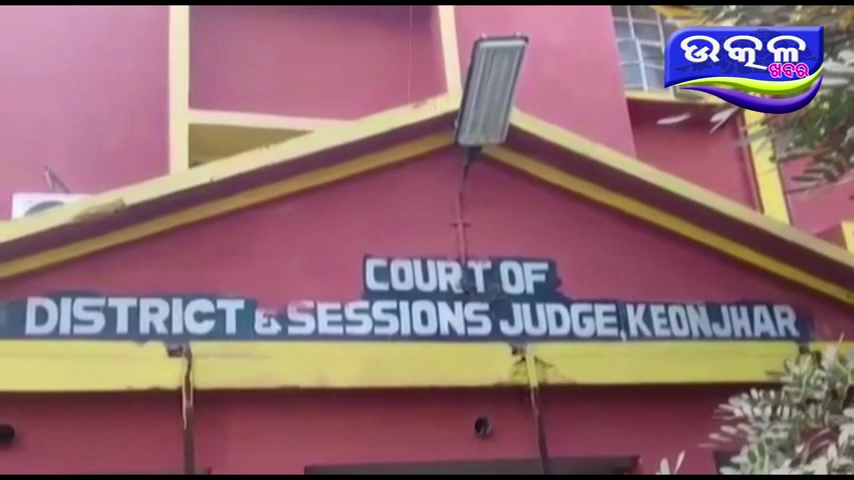 ଉତ୍କଳ
ଖବର
COURT OF
DISTRICT & SESSIONS JUDGE, KEONJHAR